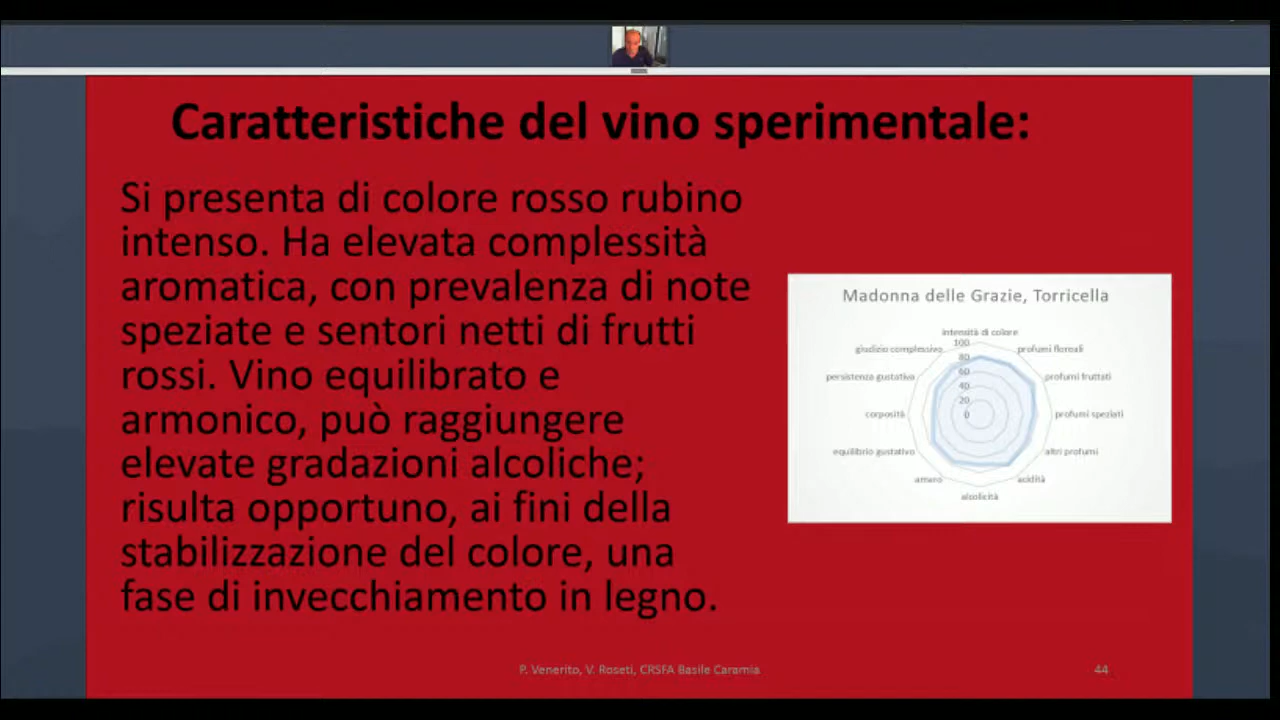 Caratteristiche del vino sperimentale:
Si presenta di colore rosso rubino
intenso. Ha elevata complessità
aromatica, con prevalenza di note
speziate e sentori netti di frutti
rossi. Vino equilibrato e
armonico, può raggiungere
elevate gradazioni alcoliche;
risulta opportuno, ai fini della
stabilizzazione del colore, una
fase di invecchiamento in legno.
Madonna delle Grazie, Torricella
intensità di colore
profumi floreali
profumi fruttati
profumi speziati
altri profumi
acidità
alcolicità
amaro
equilibrio gustativo
corposità
persistenza gustativa
giudizio complessivo
100
80
60
40
20
0
P. Venerito, V. Roseti, CRSFA Basile Caramia
44